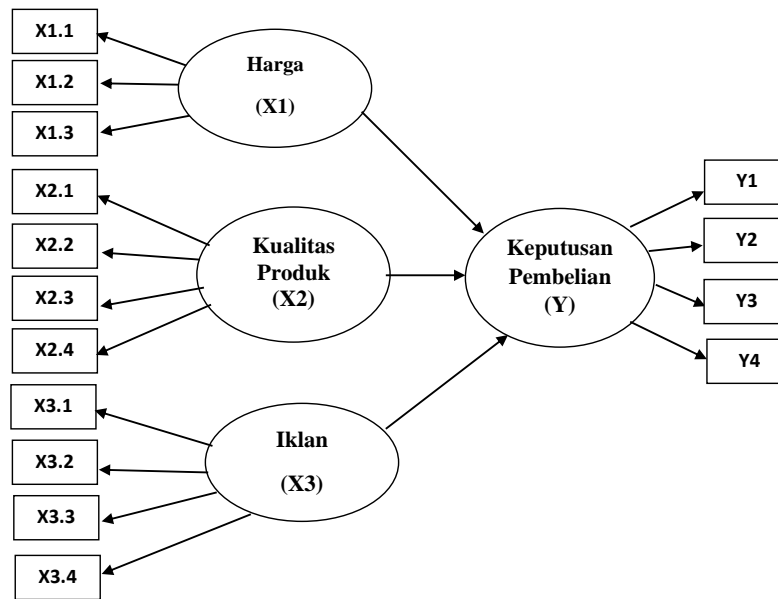 X1.1
X1.2
X1.3
Harga
(X1)
X2.1
X2.2
X2.3
X2.4
Kualitas
Produk
(X2)
X3.1
X3.2
X3.3
X3.4
Iklan
(X3)
Keputusan
Pembelian
(Y)
Y1
Y2
Y3
Y4